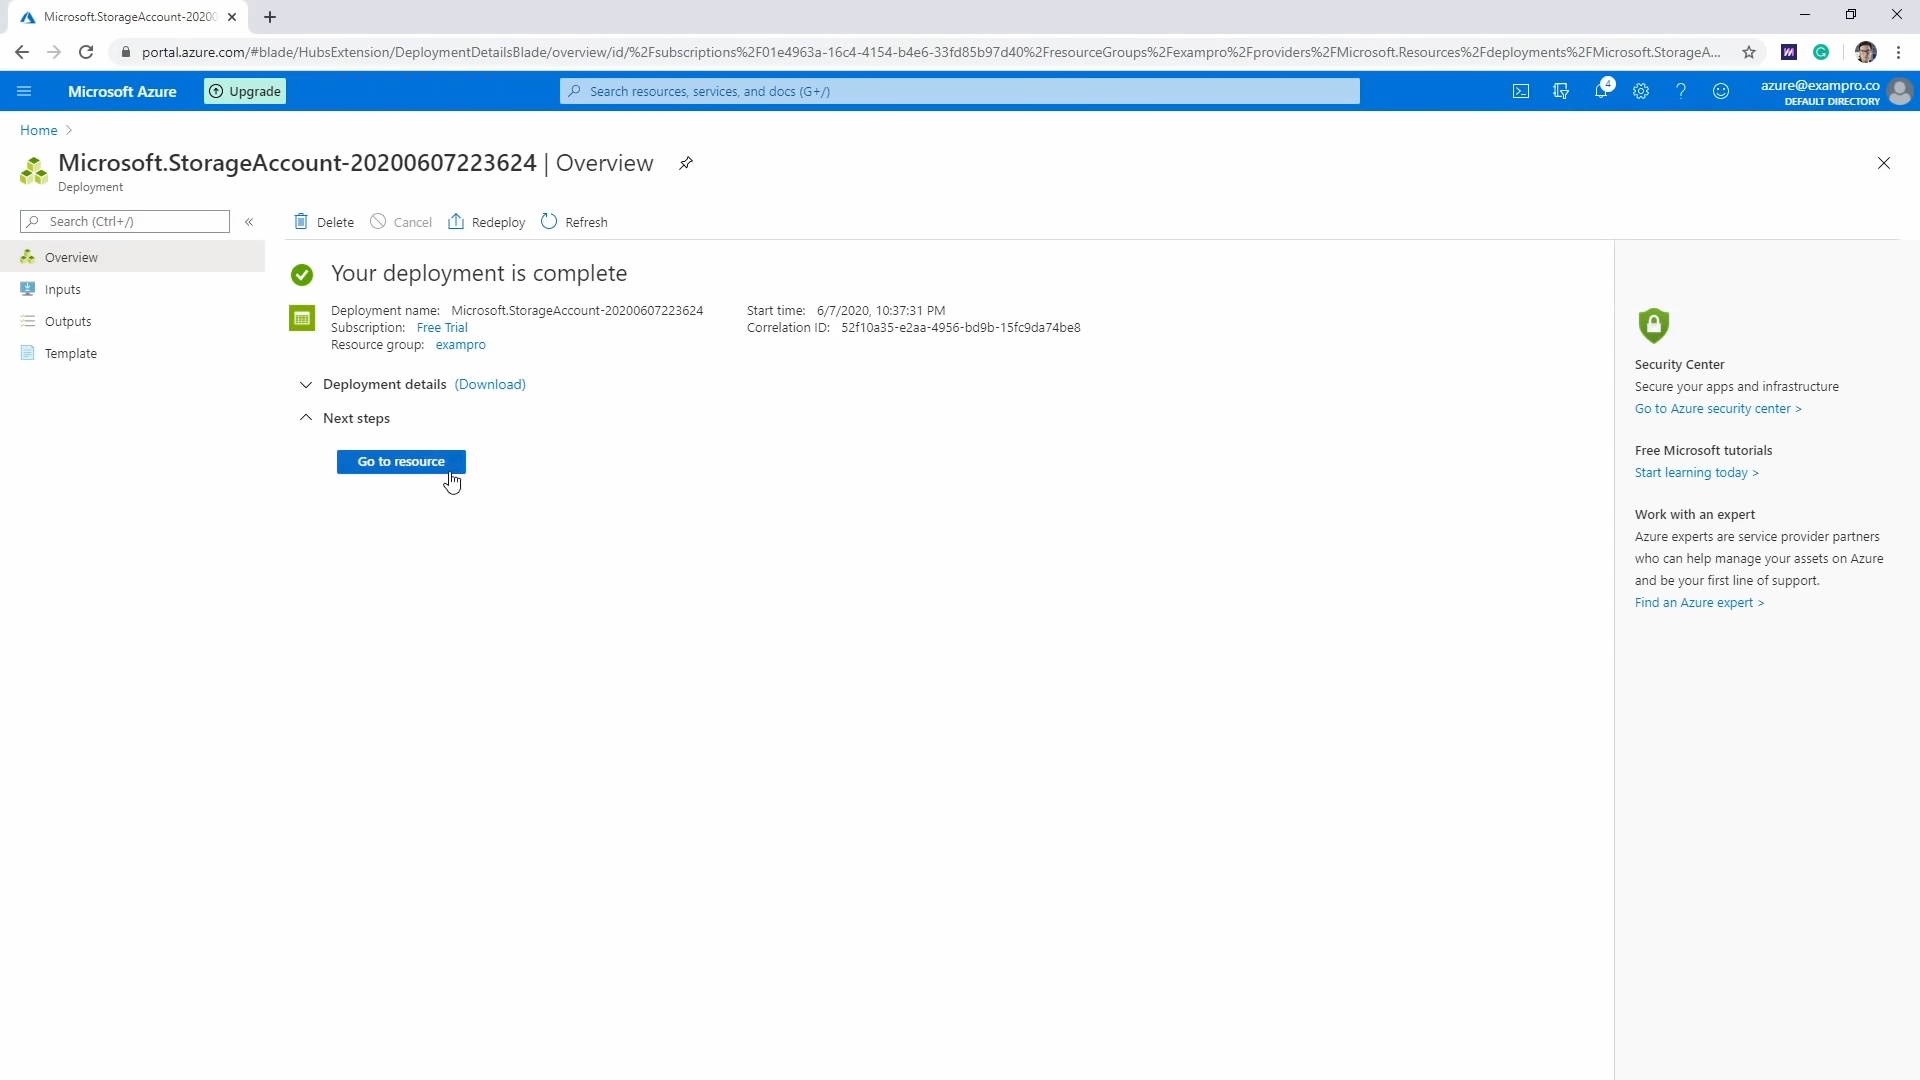 Microsoft.StorageAccount-20200
portal.azure.com/#blade/HubsExtension/DeploymentDetailsBlade/overview/id/%2Fsubscriptions%2F01e4963a-16c4-4154-b4e6-33fd85b97d40%2FresourceGroups%2Fexampro%2Fproviders%2FMicrosoft.Resources%2Fdeployments%2FMicrosoft.StorageA...
Microsoft Azure
Upgrade
Search resources, services, and docs (G+/)
4
azure@exampro.co
DEFAULT DIRECTORY
Home
Microsoft.StorageAccount-20200607223624 | Overview
Deployment
Search (Ctrl+/)
«
Delete
Cancel
Redeploy
Refresh
Overview
Inputs
Outputs
Template
Your deployment is complete
Deployment name: Microsoft.StorageAccount-20200607223624
Subscription: Free Trial
Resource group: exampro
Start time: 6/7/2020, 10:37:31 PM
Correlation ID: 52f10a35-e2aa-4956-bd9b-15fc9da74be8
Deployment details (Download)
Next steps
Go to resource
Security Center
Secure your apps and infrastructure
Go to Azure security center >
Free Microsoft tutorials
Start learning today >
Work with an expert
Azure experts are service provider partners
who can help manage your assets on Azure
and be your first line of support.
Find an Azure expert >